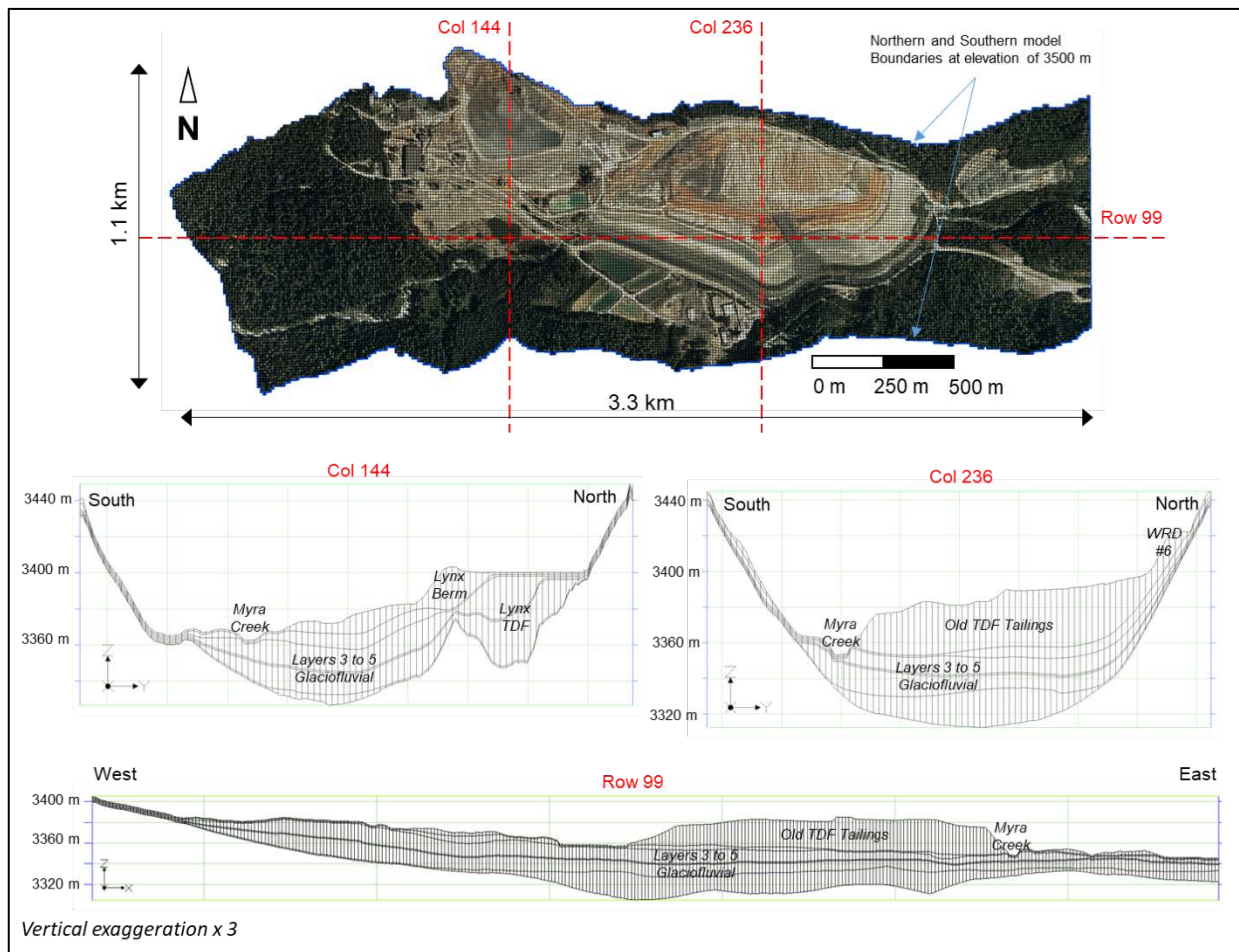 Col 144
Col 236
Northern and Southern model
Boundaries at elevation of 3500 m
N
1.1 km
Row 99
0 m 250 m 500 m
3.3 km
Col 144
3440 m
South
North
3400 m
Lynx
Berm
Lynx
TDF
Myra
Creek
3360 m
Layers 3 to 5
Glaciofluvial
Z
X
Y
Col 236
3440 m
South
North
WRD
#6
3400 m
Old TDF Tailings
Myra
Creek
3360 m
Layers 3 to 5
Glaciofluvial
3320 m
Z
X
Y
West
Row 99
East
3400 m
Old TDF Tailings
Myra
Creek
3360 m
Layers 3 to 5
Glaciofluvial
3320 m
Z
X
Vertical exaggeration x 3